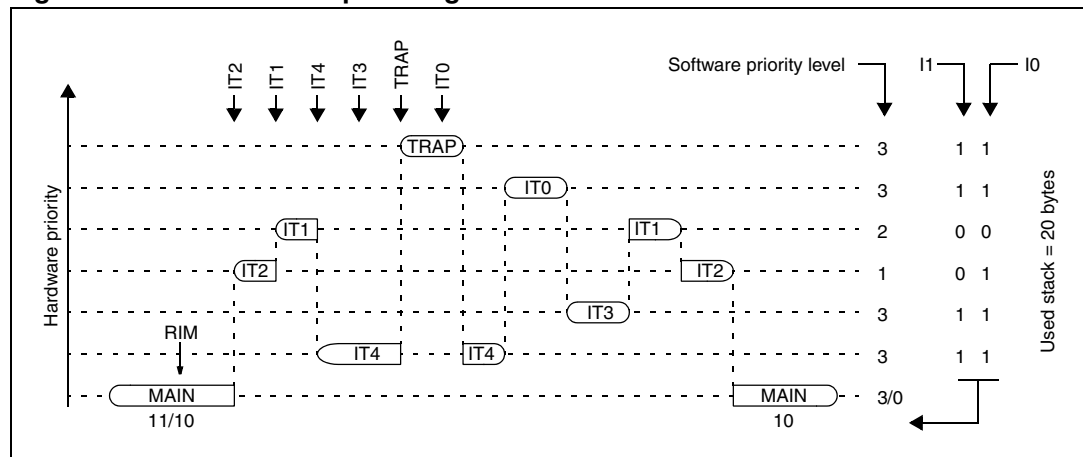 IT2
IT1
IT4
IT3
TRAP
IT0
Software priority level
I1
I0
Hardware priority
TRAP
3
1 1
IT0
3
1 1
IT1
IT1
2
0 0
IT2
IT2
1
0 1
IT3
3
1 1
RIM
IT4
IT4
3
1 1
MAIN
MAIN
3/0
11/10
10
Used stack = 20 bytes